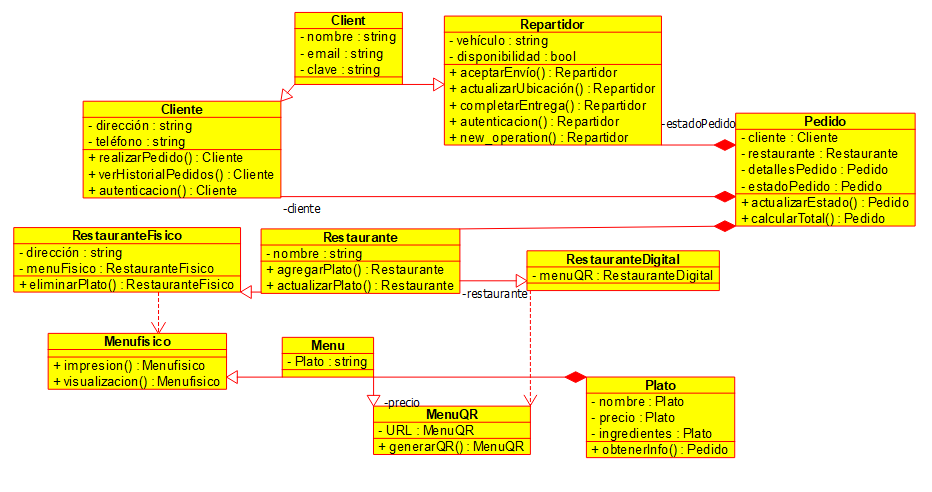 Client
- nombre : string
- email : string
- clave : string
Repartidor
- vehículo : string
- disponibilidad : bool
+ aceptarEnvío() : Repartidor
+ actualizarUbicación() : Repartidor
+ completarEntrega() : Repartidor
+ autenticacion() : Repartidor
+ new_operation() : Repartidor
Cliente
- dirección : string
- teléfono : string
+ realizarPedido() : Cliente
+ verHistorialPedidos() : Cliente
+ autenticacion() : Cliente
-estadoPedido
Pedido
- cliente : Cliente
- restaurante : Restaurante
- detallesPedido : Pedido
- estadoPedido : Pedido
+ actualizarEstado() : Pedido
+ calcularTotal() : Pedido
-cliente
RestauranteFisico
- dirección : string
- menuFisico : RestauranteFisico
+ eliminarPlato() : RestauranteFisico
Restaurante
- nombre : string
+ agregarPlato() : Restaurante
+ actualizarPlato() : Restaurante
-restaurante
RestauranteDigital
- menuQR : RestauranteDigital
Menufisico
+ impresion() : Menufisico
+ visualizacion() : Menufisico
Menu
- Plato : string
-precio
MenuQR
- URL : MenuQR
+ generarQR() : MenuQR
Plato
- nombre : Plato
- precio : Plato
- ingredientes : Plato
+ obtenerInfo() : Pedido